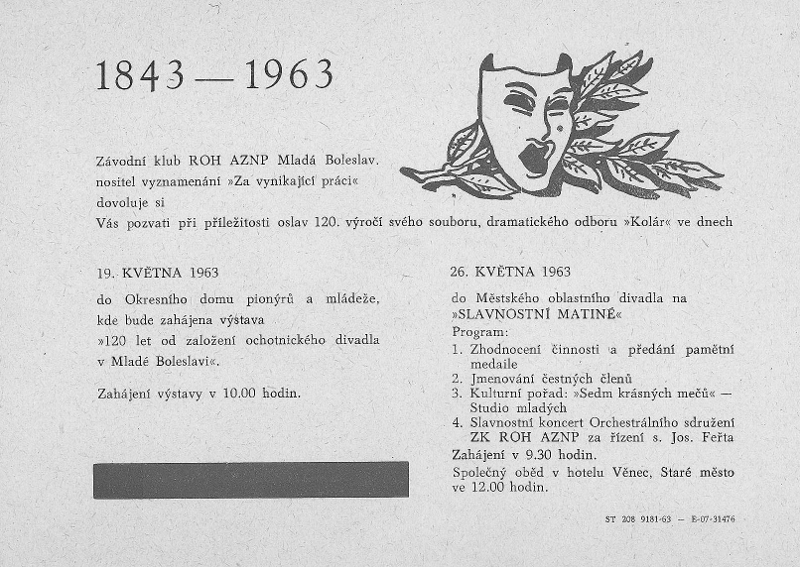 1843 — 1963
Závodní klub ROH AZNP Mladá Boleslav.
nositel vyznamenání »Za vynikající práci«
dovoluje si
Vás pozvati při příležitosti oslav 120. výročí svého souboru, dramatického odboru »Kolár« ve dnech
19. KVĚTNA 1963
do Okresního domu pionýrů a mládeže,
kde bude zahájena výstava
»120 let od založení ochotnického divadla
v Mladé Boleslavi«.
Zahájení výstavy v 10.00 hodin.
26. KVĚTNA 1963
do Městského oblastního divadla na
»SLAVNOSTNÍ MATINÉ«
Program:
1. Zhodnocení činnosti a předání pamětní
medaile
2. Jmenování čestných členů
3. Kulturní pořad: »Sedm krásných mečů« —
Studio mladých
4. Slavnostní koncert Orchestrálního sdružení
ZK ROH AZNP za řízení s. Jos. Feřta
Zahájení v 9.30 hodin.
Společný oběd v hotelu Věnec, Staré město
ve 12.00 hodin.
ST 208 9181-63 — E-07-31476